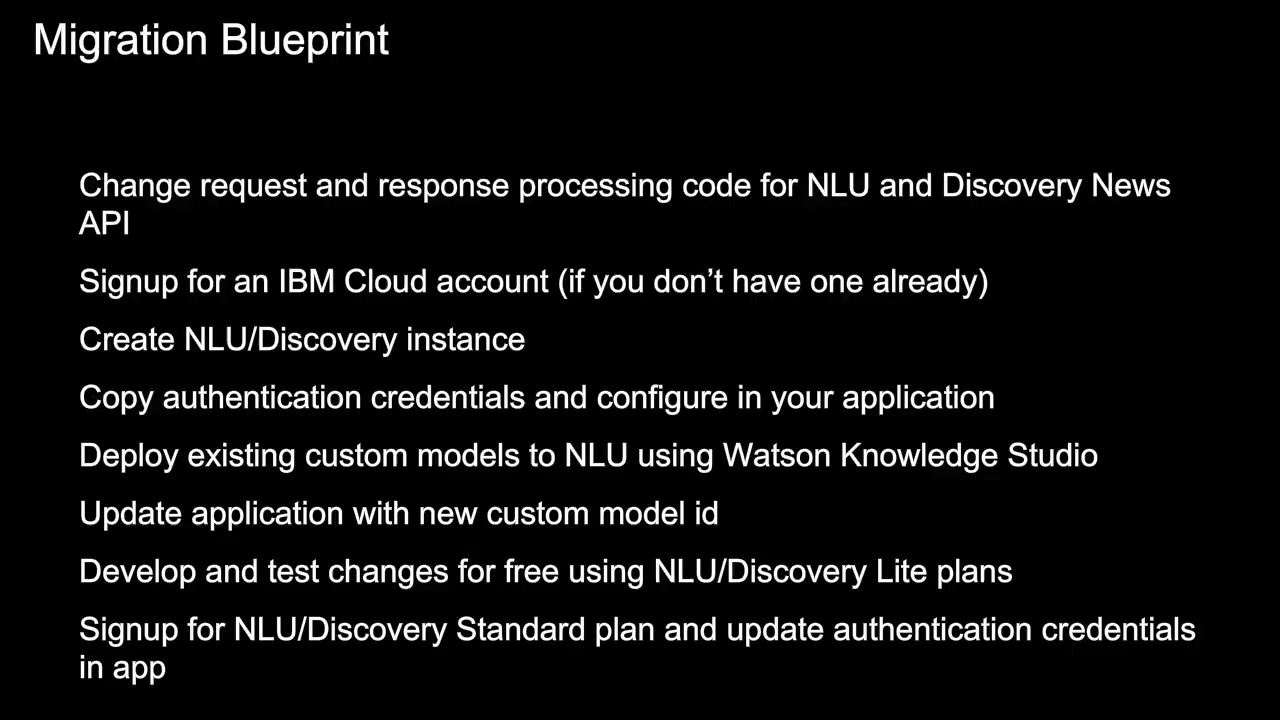 Migration Blueprint
Change request and response processing code for NLU and Discovery News
API
Signup for an IBM Cloud account (if you don’t have one already)
Create NLU/Discovery instance
Copy authentication credentials and configure in your application
Deploy existing custom models to NLU using Watson Knowledge Studio
Update application with new custom model id
Develop and test changes for free using NLU/Discovery Lite plans
Signup for NLU/Discovery Standard plan and update authentication credentials
in app